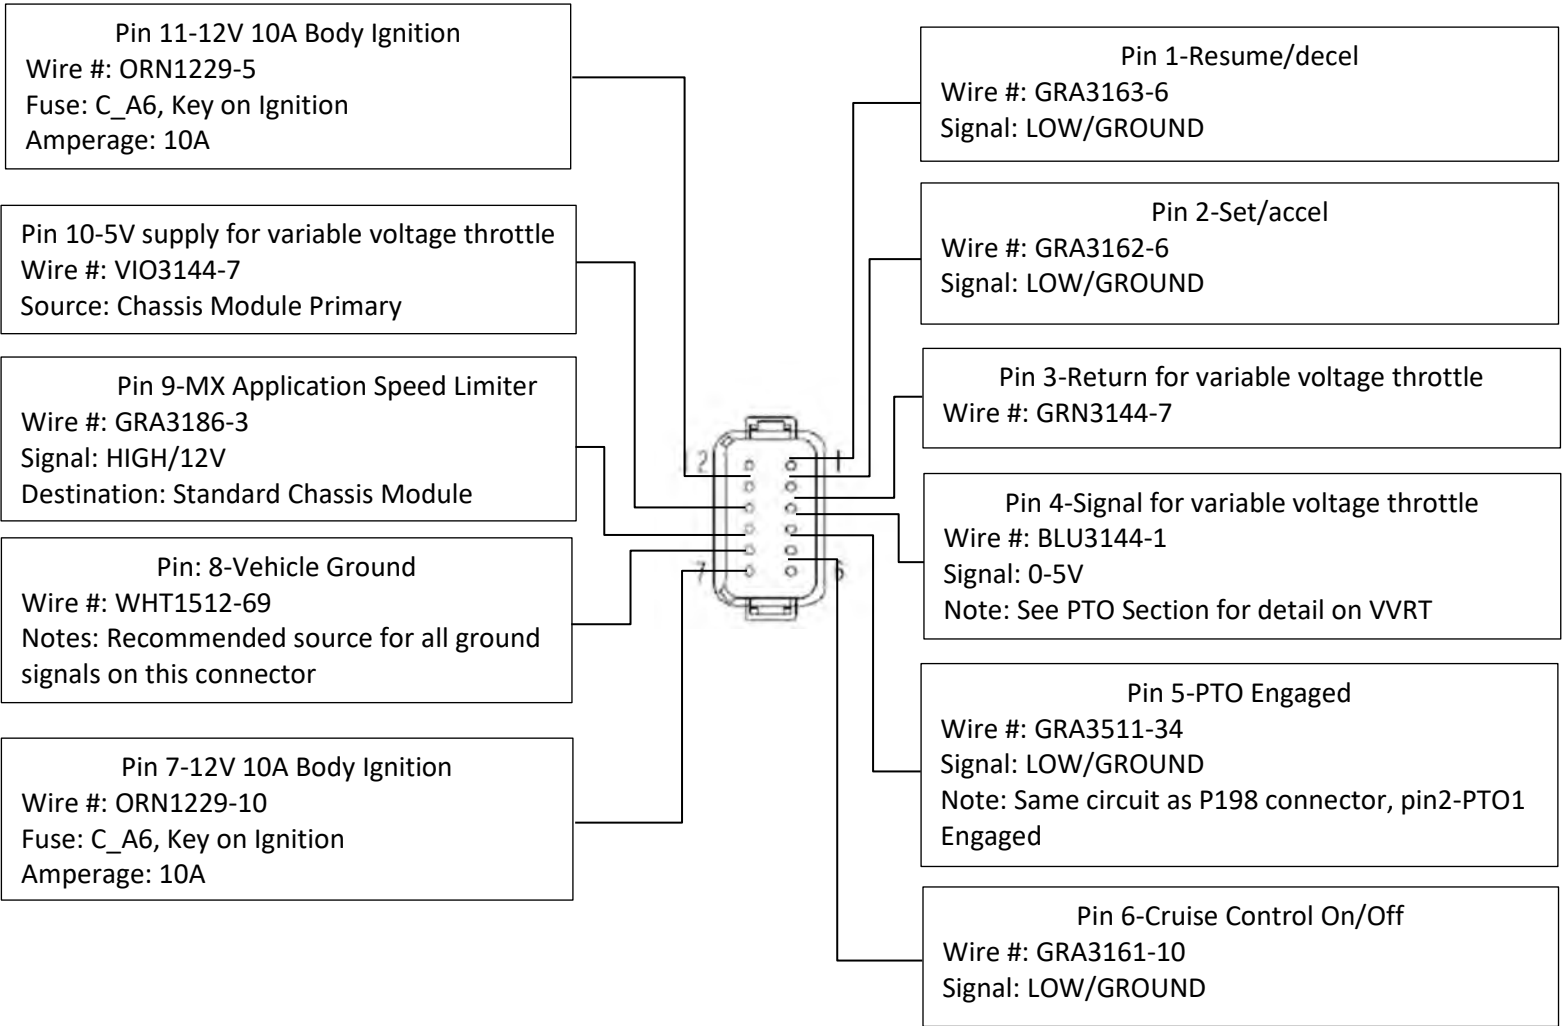 Pin 11-12V 10A Body Ignition
Wire #: ORN1229-5
Fuse: C_A6, Key on Ignition
Amperage: 10A
Pin 10-5V supply for variable voltage throttle
Wire #: VIO3144-7
Source: Chassis Module Primary
Pin 9-MX Application Speed Limiter
Wire #: GRA3186-3
Signal: HIGH/12V
Destination: Standard Chassis Module
Pin: 8-Vehicle Ground
Wire #: WHT1512-69
Notes: Recommended source for all ground
signals on this connector
Pin 7-12V 10A Body Ignition
Wire #: ORN1229-10
Fuse: C_A6, Key on Ignition
Amperage: 10A
12
1
7
6
Pin 1-Resume/decel
Wire #: GRA3163-6
Signal: LOW/GROUND
Pin 2-Set/accel
Wire #: GRA3162-6
Signal: LOW/GROUND
Pin 3-Return for variable voltage throttle
Wire #: GRN3144-7
Pin 4-Signal for variable voltage throttle
Wire #: BLU3144-1
Signal: 0-5V
Note: See PTO Section for detail on VVRT
Pin 5-PTO Engaged
Wire #: GRA3511-34
Signal: LOW/GROUND
Note: Same circuit as P198 connector, pin2-PTO1
Engaged
Pin 6-Cruise Control On/Off
Wire #: GRA3161-10
Signal: LOW/GROUND